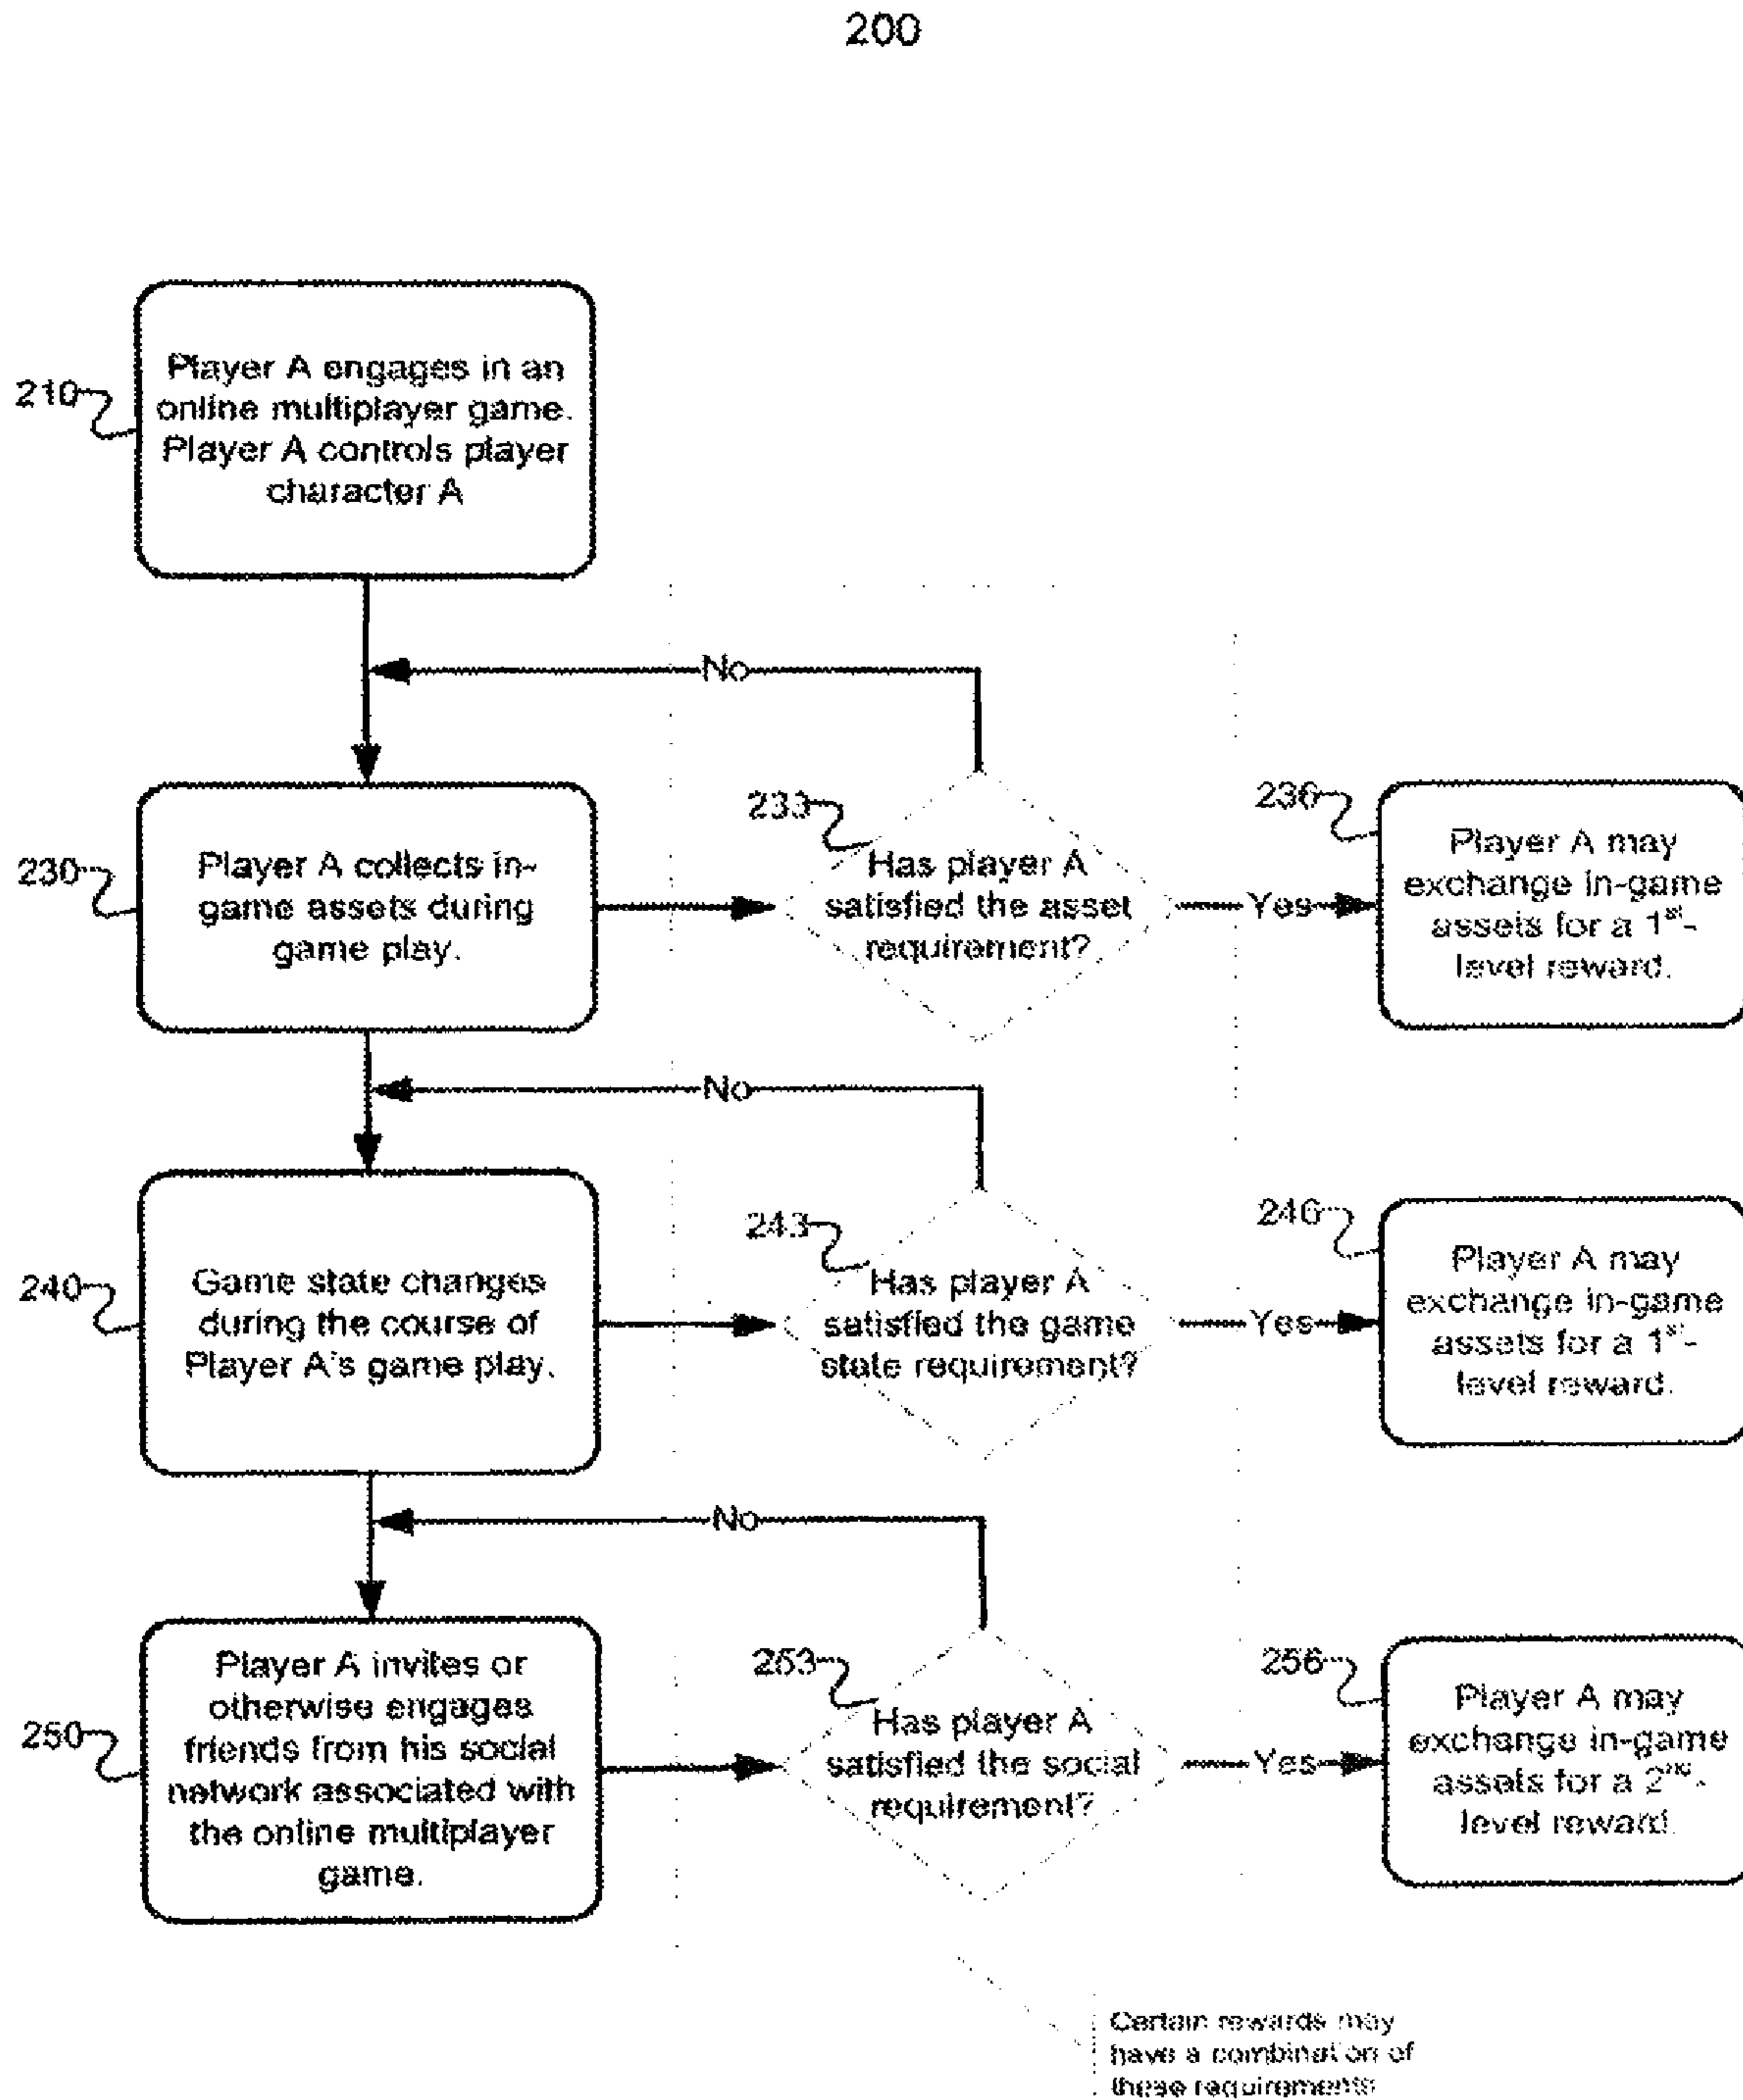 200
210
Player A engages in an
online multiplayer game.
Player A controls player
character A
No
230
Player A collects in-
game assets during
game play.
233
Has player A
satisfied the asset
requirement?
Yes
236
Player A may
exchange in-game
assets for a 1st-
level reward.
No
240
Game state changes
during the course of
Player A's game play.
243
Has player A
satisfied the game
state requirement?
Yes
246
Player A may
exchange in-game
assets for a 1st-
level reward.
No
250
Player A invites or
otherwise engages
friends from his social
network associated with
the online multiplayer
game.
253
Has player A
satisfied the social
requirement?
Yes
256
Player A may
exchange in-game
assets for a 2nd-
level reward.
Certain rewards may
have a combination of
these requirements